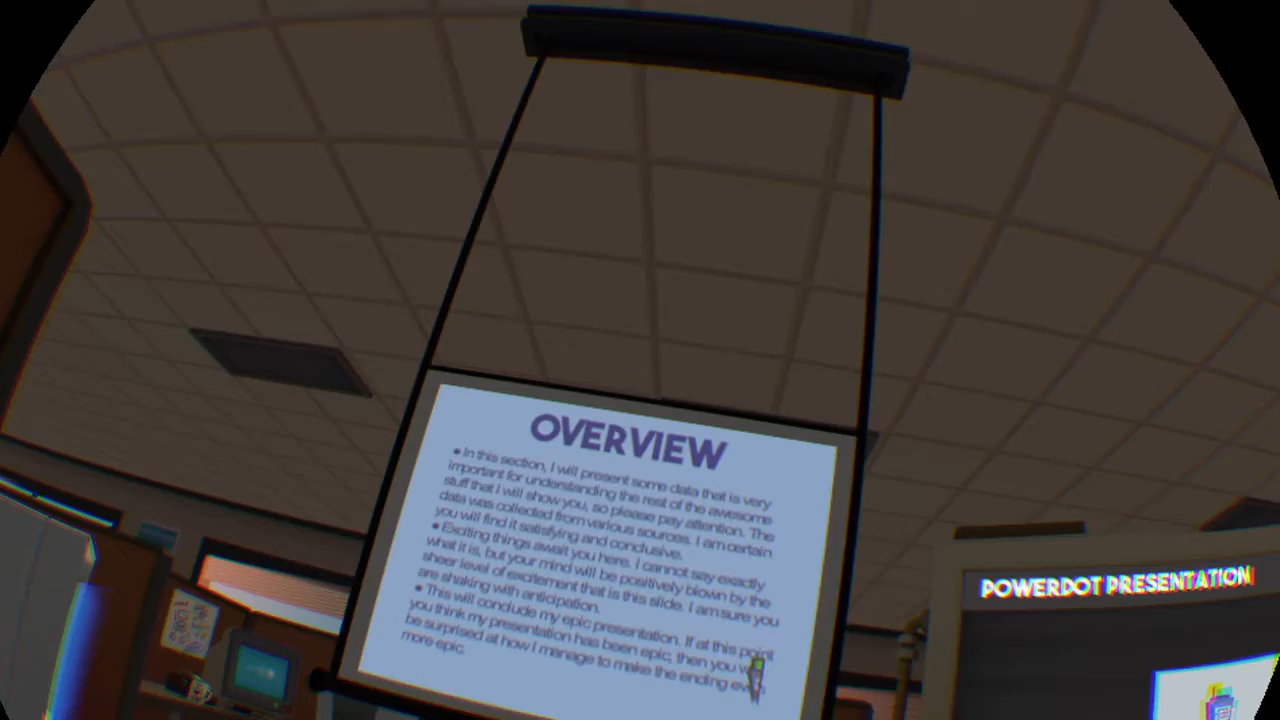 OVERVIEW
• In this section, I will present some data that is very
important for understanding the rest of the awesome
stuff that I will show you, so please pay attention. The
data was collected from various sources. I am certain
you will find it satisfying and conclusive.
• Exciting things await you here. I cannot say exactly
what it is, but your mind will be positively blown by the
sheer level of excitement that is this slide. I am sure you
are shaking with anticipation.
• This will conclude my epic presentation. If at this point
you think my presentation has been epic, then you
be surprised at how I manage to make the ending even
more epic.
POWERDOT PRESENTATION